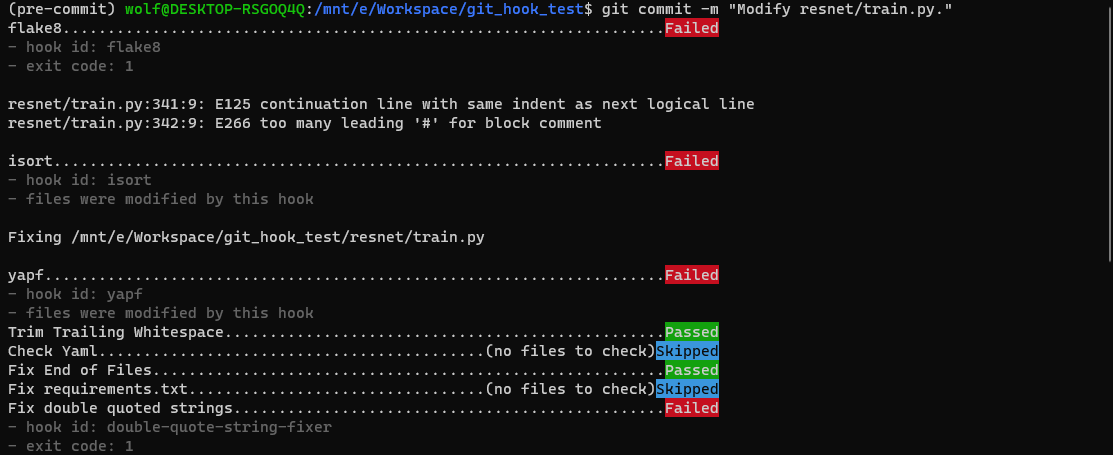 (pre-commit) wolf@DESKTOP-RSGOQ4Q:/mnt/e/Workspace/git_hook_test$ git commit -m "Modify resnet/train.py."
flake8...................................................................Failed
- hook id: flake8
- exit code: 1

resnet/train.py:341:9: E125 continuation line with same indent as next logical line
resnet/train.py:342:9: E266 too many leading '#' for block comment

isort....................................................................Failed
- hook id: isort
- files were modified by this hook

Fixing /mnt/e/Workspace/git_hook_test/resnet/train.py

yapf.....................................................................Failed
- hook id: yapf
- files were modified by this hook
Trim Trailing Whitespace.................................................Passed
Check Yaml...........................................(no files to check)Skipped
Fix End of Files.........................................................Passed
Fix requirements.txt.................................(no files to check)Skipped
Fix double quoted strings................................................Failed
- hook id: double-quote-string-fixer
- exit code: 1